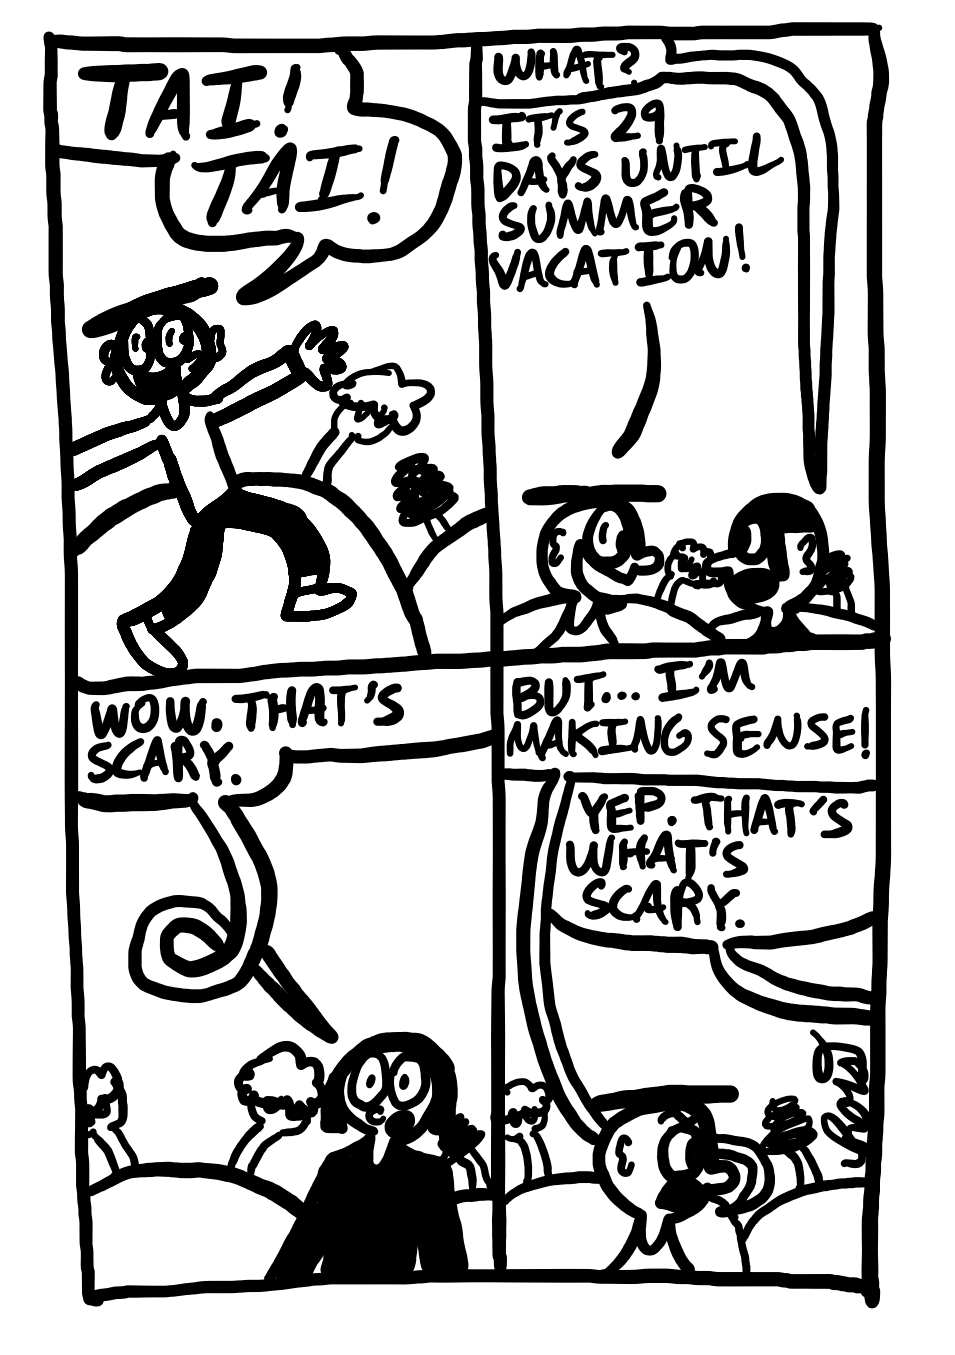 TAI!
TAI!
WHAT?
IT'S 29
DAYS UNTIL
SUMMER
VACATION!
WOW. THAT'S
SCARY.
BUT... I'M
MAKING SENSE!
YEP. THAT'S
WHAT'S
SCARY.